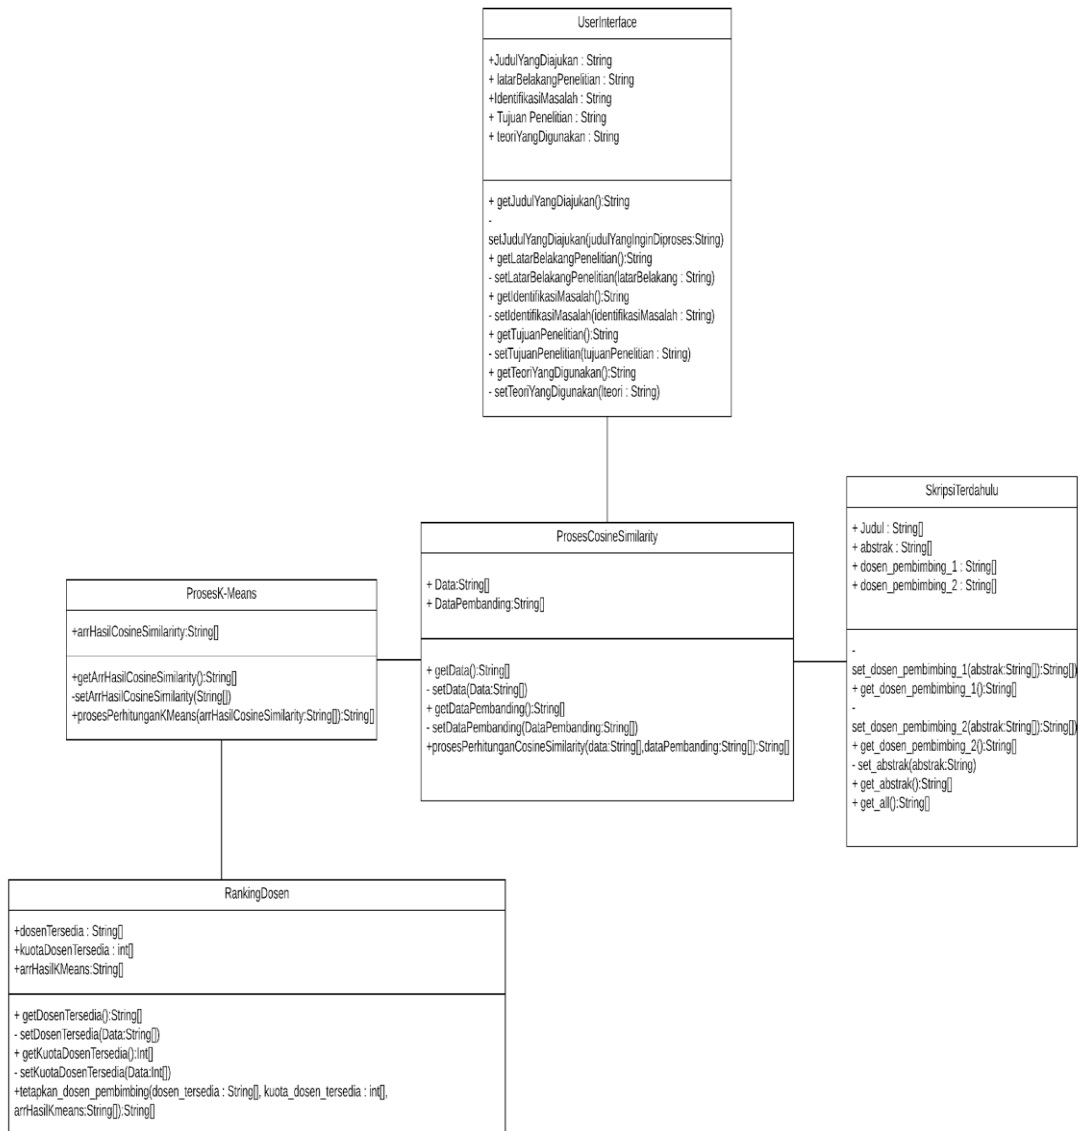 UserInterface
+JudulYangDiajukan : String
+ latarBelakangPenelitian : String
+IdentifikasiMasalah : String
+ Tujuan Penelitian : String
+ teoriYangDigunakan : String
+ getJudulYangDiajukan():String
-
setJudulYangDiajukan(judulYangInginDiproses:String)
+ getLatarBelakangPenelitian():String
- setLatarBelakangPenelitian(latarBelakang : String)
+ getIdentifikasiMasalah():String
- setIdentifikasiMasalah(identifikasiMasalah : String)
+ getTujuanPenelitian():String
- setTujuanPenelitian(tujuanPenelitian : String)
+ getTeoriYangDigunakan():String
- setTeoriYangDigunakan(lteori : String)
SkripsiTerdahulu
+ Judul : String[]
+ abstrak : String[]
+ dosen_pembimbing_1 : String[]
+ dosen_pembimbing_2 : String[]
-
set_dosen_pembimbing_1(abstrak:String[]):String[])
+ get_dosen_pembimbing_1():String[]
-
set_dosen_pembimbing_2(abstrak:String[]):String[])
+ get_dosen_pembimbing_2():String[]
- set_abstrak(abstrak:String)
+ get_abstrak():String[]
+ get_all():String[]
ProsesCosineSimilarity
+ Data:String[]
+ DataPembanding:String[]
+ getData():String[]
- setData(Data:String[])
+ getDataPembanding():String[]
- setDataPembanding(DataPembanding:String[])
+prosesPerhitunganCosineSimilarity(data:String[],dataPembanding:String[]):String[]
ProsesK-Means
+arrHasilCosineSimilarirty:String[]
+getArrHasilCosineSimilarity():String[]
-setArrHasilCosineSimilarity(String[])
+prosesPerhitunganKMeans(arrHasilCosineSimilarity:String[]):String[]
RankingDosen
+dosenTersedia : String[]
+kuotaDosenTersedia : int[]
+arrHasilKMeans:String[]
+ getDosenTersedia():String[]
- setDosenTersedia(Data:String[])
+ getKuotaDosenTersedia():Int[]
- setKuotaDosenTersedia(Data:Int[])
+tetapkan_dosen_pembimbing(dosen_tersedia : String[], kuota_dosen_tersedia : int[],
arrHasilKmeans:String[]):String[]